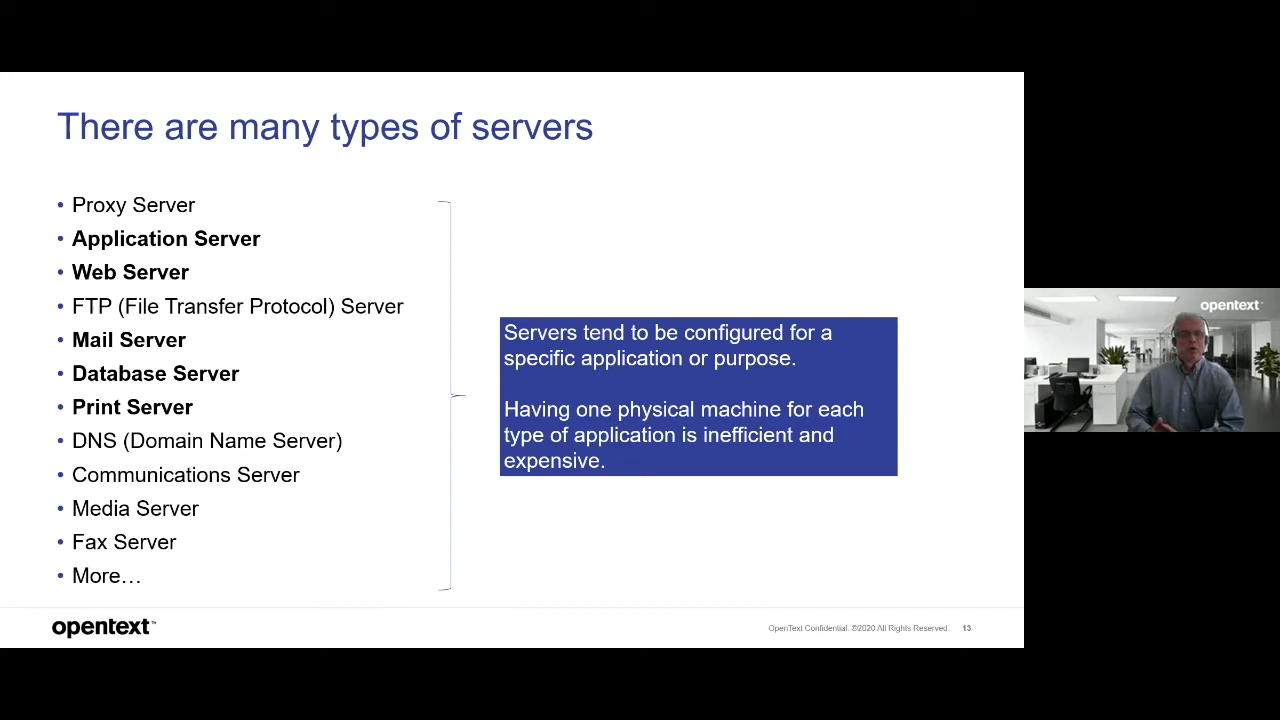 There are many types of servers
• Proxy Server
• Application Server
• Web Server
• FTP (File Transfer Protocol) Server
• Mail Server
• Database Server
• Print Server
• DNS (Domain Name Server)
• Communications Server
• Media Server
• Fax Server
• More…
Servers tend to be configured for a
specific application or purpose.
Having one physical machine for each
type of application is inefficient and
expensive.
opentext™
OpenText Confidential. ©2020 All Rights Reserved. 13
opentext™